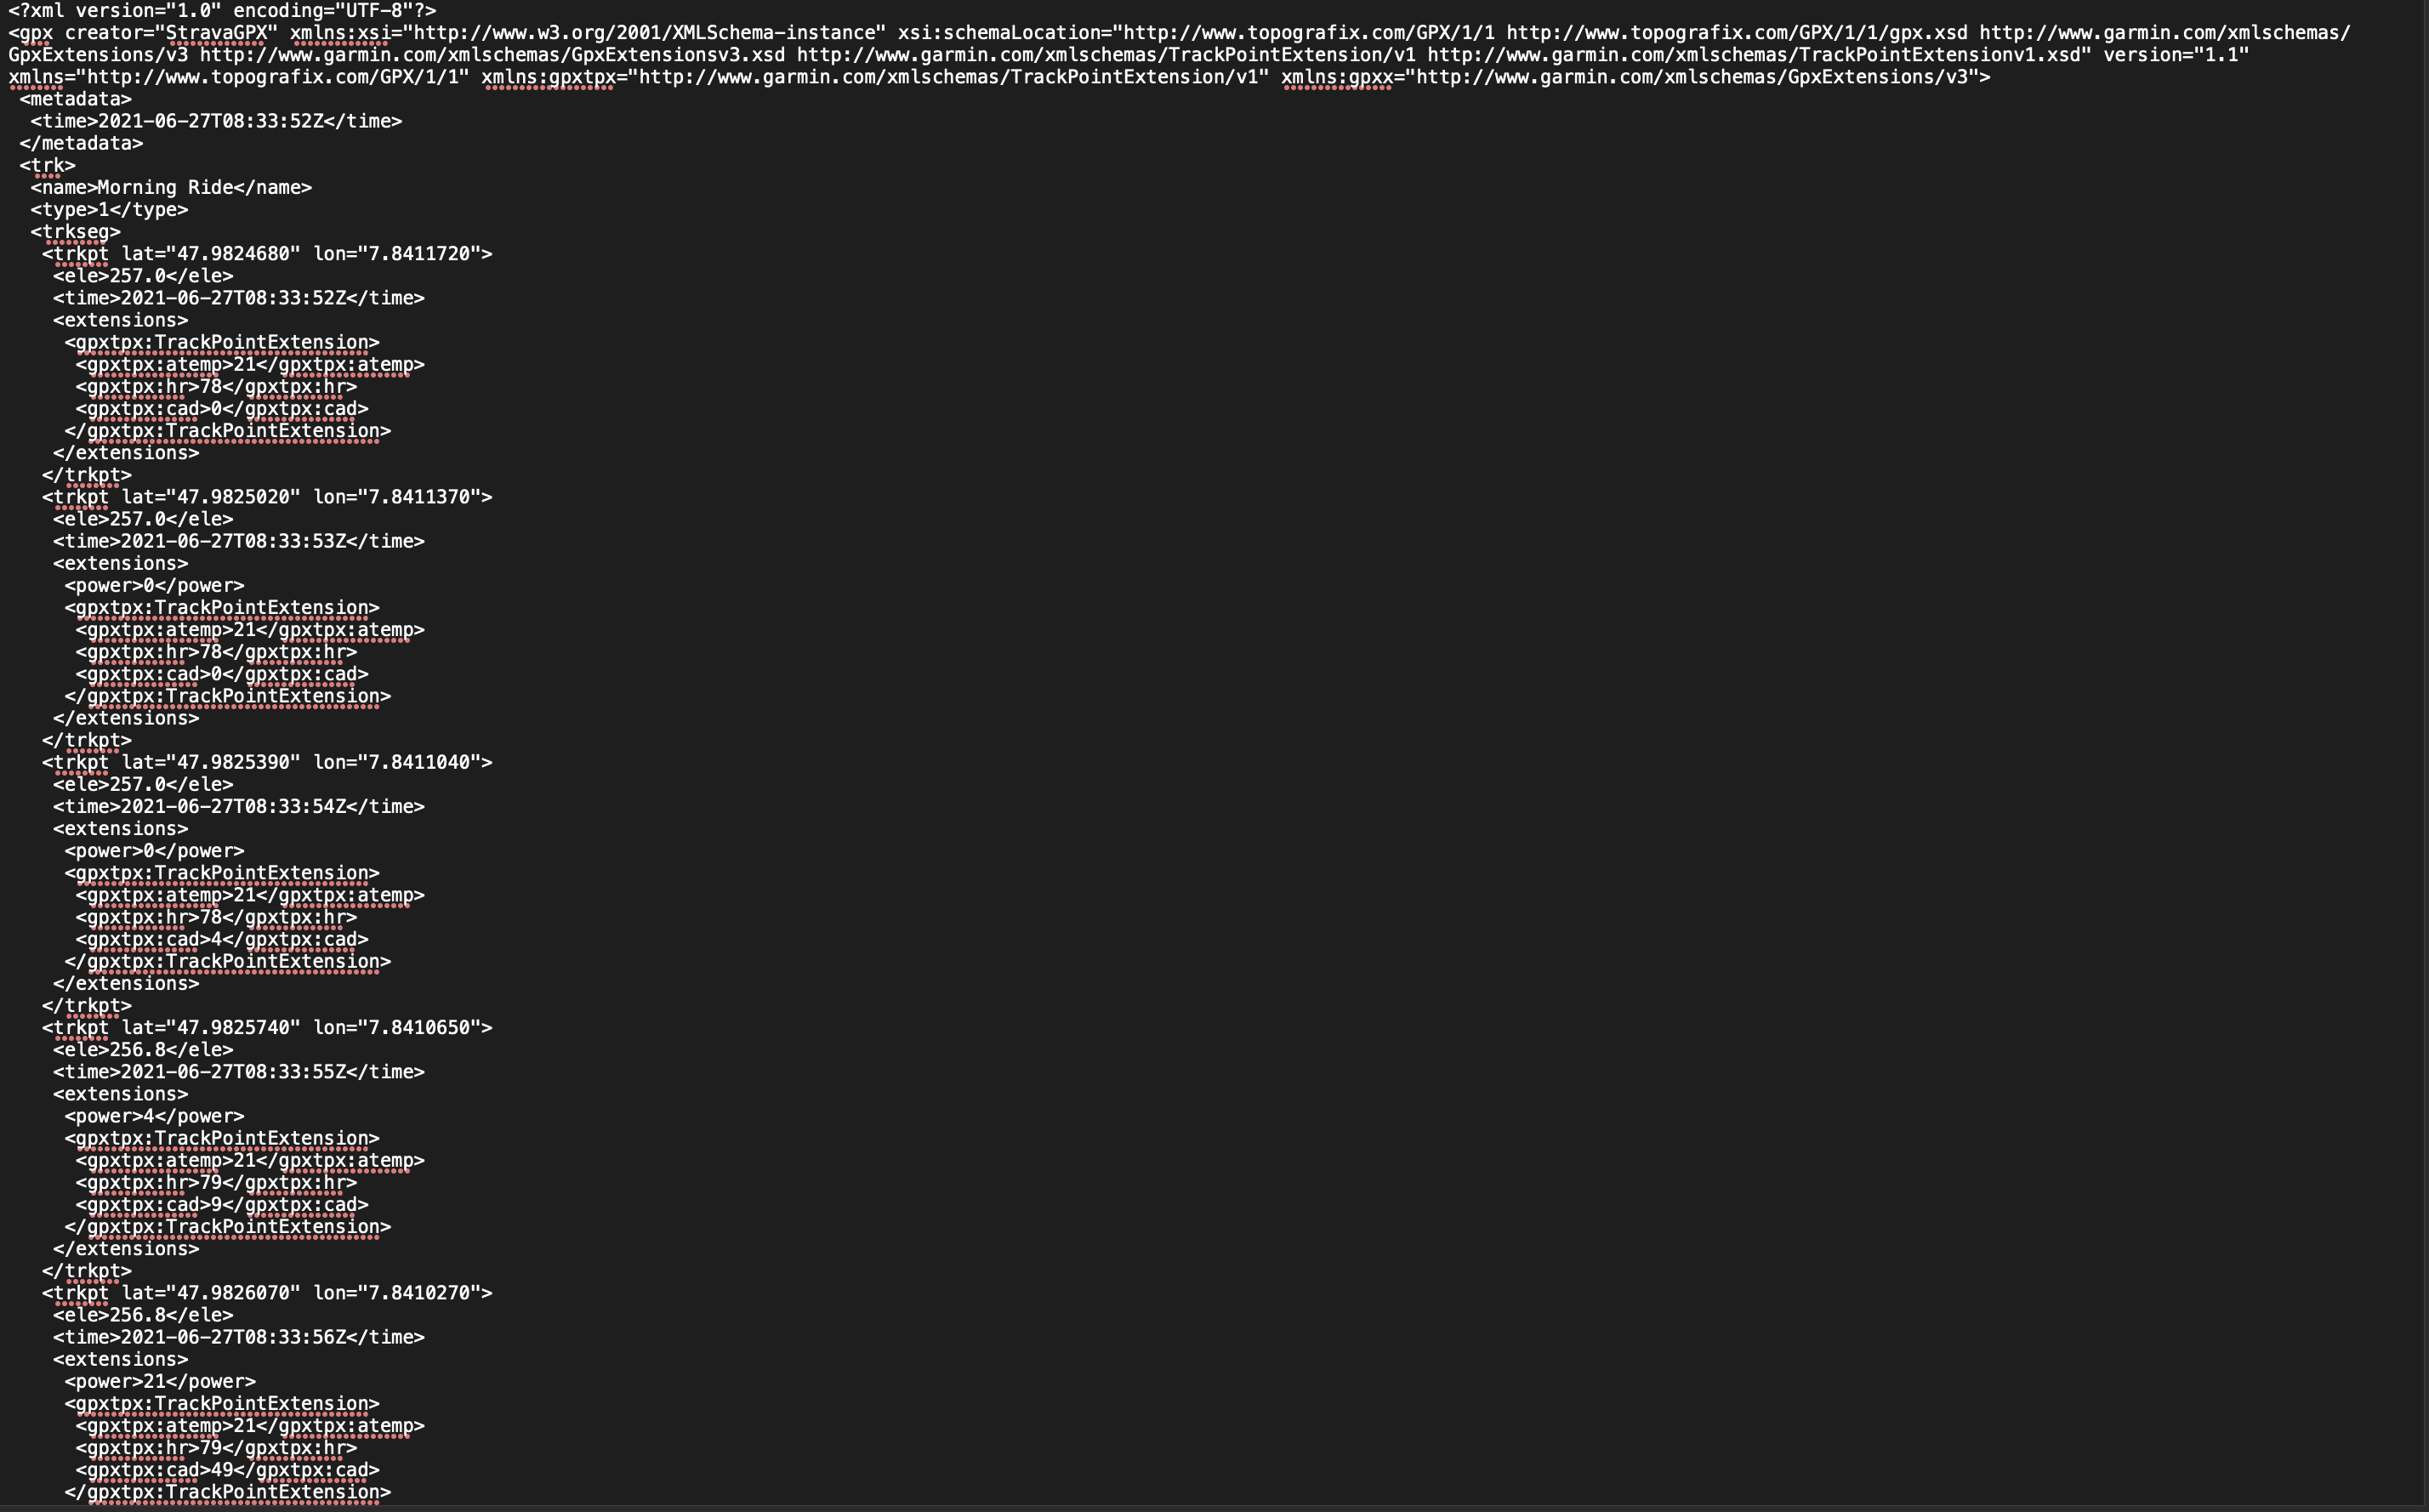 <?xml version="1.0" encoding="UTF-8"?>
<gpx creator="StravaGPX" xmlns:xsi="http://www.w3.org/2001/XMLSchema-instance" xsi:schemaLocation="http://www.topografix.com/GPX/1/1 http://www.topografix.com/GPX/1/1/gpx.xsd http://www.garmin.com/xmlschemas/
GpxExtensions/v3 http://www.garmin.com/xmlschemas/GpxExtensionsv3.xsd http://www.garmin.com/xmlschemas/TrackPointExtension/v1 http://www.garmin.com/xmlschemas/TrackPointExtensionv1.xsd" version="1.1"
xmlns="http://www.topografix.com/GPX/1/1" xmlns:gpxtpx="http://www.garmin.com/xmlschemas/TrackPointExtension/v1" xmlns:gpxx="http://www.garmin.com/xmlschemas/GpxExtensions/v3">
 <metadata>
  <time>2021-06-27T08:33:52Z</time>
 </metadata>
 <trk>
  <name>Morning Ride</name>
  <type>1</type>
  <trkseg>
   <trkpt lat="47.9824680" lon="7.8411720">
    <ele>257.0</ele>
    <time>2021-06-27T08:33:52Z</time>
    <extensions>
     <gpxtpx:TrackPointExtension>
      <gpxtpx:atemp>21</gpxtpx:atemp>
      <gpxtpx:hr>78</gpxtpx:hr>
      <gpxtpx:cad>0</gpxtpx:cad>
     </gpxtpx:TrackPointExtension>
    </extensions>
   </trkpt>
   <trkpt lat="47.9825020" lon="7.8411370">
    <ele>257.0</ele>
    <time>2021-06-27T08:33:53Z</time>
    <extensions>
     <power>0</power>
     <gpxtpx:TrackPointExtension>
      <gpxtpx:atemp>21</gpxtpx:atemp>
      <gpxtpx:hr>78</gpxtpx:hr>
      <gpxtpx:cad>0</gpxtpx:cad>
     </gpxtpx:TrackPointExtension>
    </extensions>
   </trkpt>
   <trkpt lat="47.9825390" lon="7.8411040">
    <ele>257.0</ele>
    <time>2021-06-27T08:33:54Z</time>
    <extensions>
     <power>0</power>
     <gpxtpx:TrackPointExtension>
      <gpxtpx:atemp>21</gpxtpx:atemp>
      <gpxtpx:hr>78</gpxtpx:hr>
      <gpxtpx:cad>4</gpxtpx:cad>
     </gpxtpx:TrackPointExtension>
    </extensions>
   </trkpt>
   <trkpt lat="47.9825740" lon="7.8410650">
    <ele>256.8</ele>
    <time>2021-06-27T08:33:55Z</time>
    <extensions>
     <power>4</power>
     <gpxtpx:TrackPointExtension>
      <gpxtpx:atemp>21</gpxtpx:atemp>
      <gpxtpx:hr>79</gpxtpx:hr>
      <gpxtpx:cad>9</gpxtpx:cad>
     </gpxtpx:TrackPointExtension>
    </extensions>
   </trkpt>
   <trkpt lat="47.9826070" lon="7.8410270">
    <ele>256.8</ele>
    <time>2021-06-27T08:33:56Z</time>
    <extensions>
     <power>21</power>
     <gpxtpx:TrackPointExtension>
      <gpxtpx:atemp>21</gpxtpx:atemp>
      <gpxtpx:hr>79</gpxtpx:hr>
      <gpxtpx:cad>49</gpxtpx:cad>
     </gpxtpx:TrackPointExtension>